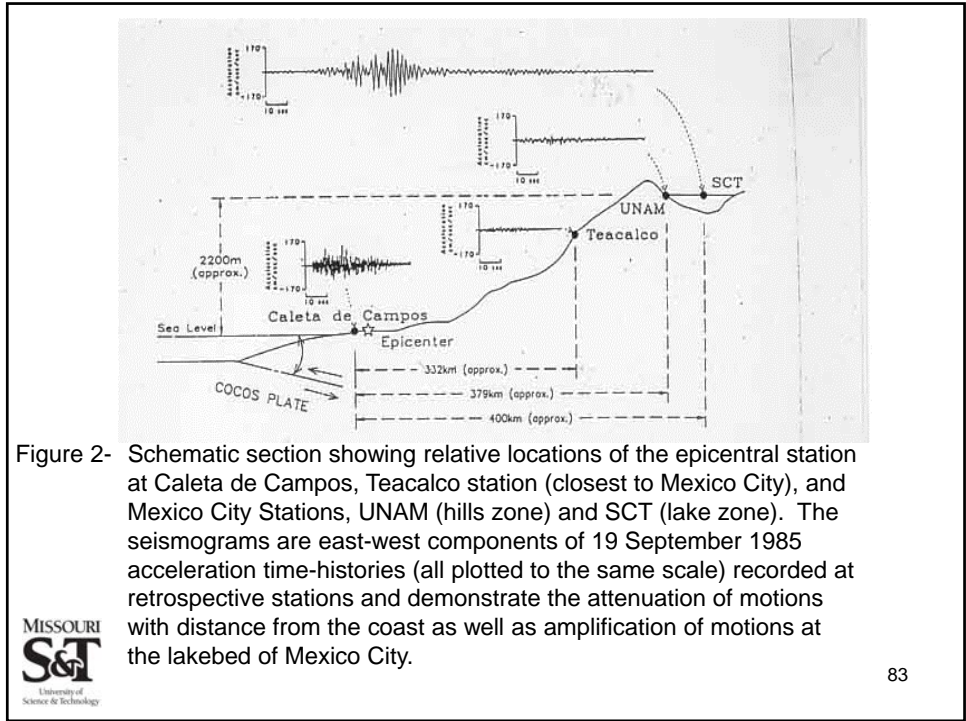 170
-170
10 sec
170
-170
10 sec
SCT
UNAM
170
-170
10 sec
Teacalco
2200m
(approx.)
170
-170
10 sec
Caleta de Campos
Sea Level
Epicenter
332km (approx.)
COCOS PLATE
379km (approx.)
400km (approx.)
Figure 2- Schematic section showing relative locations of the epicentral station
at Caleta de Campos, Teacalco station (closest to Mexico City), and
Mexico City Stations, UNAM (hills zone) and SCT (lake zone). The
seismograms are east-west components of 19 September 1985
acceleration time-histories (all plotted to the same scale) recorded at
retrospective stations and demonstrate the attenuation of motions
with distance from the coast as well as amplification of motions at
the lakebed of Mexico City.
MISSOURI
S&T
University of
Science & Technology
83